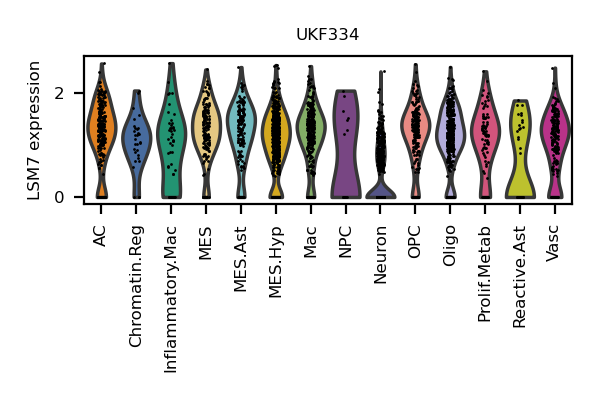 UKF334
LSM7 expression
2
0
AC
Chromatin.Reg
Inflammatory.Mac
MES
MES.Ast
MES.Hyp
Mac
NPC
Neuron
OPC
Oligo
Prolif.Metab
Reactive.Ast
Vasc